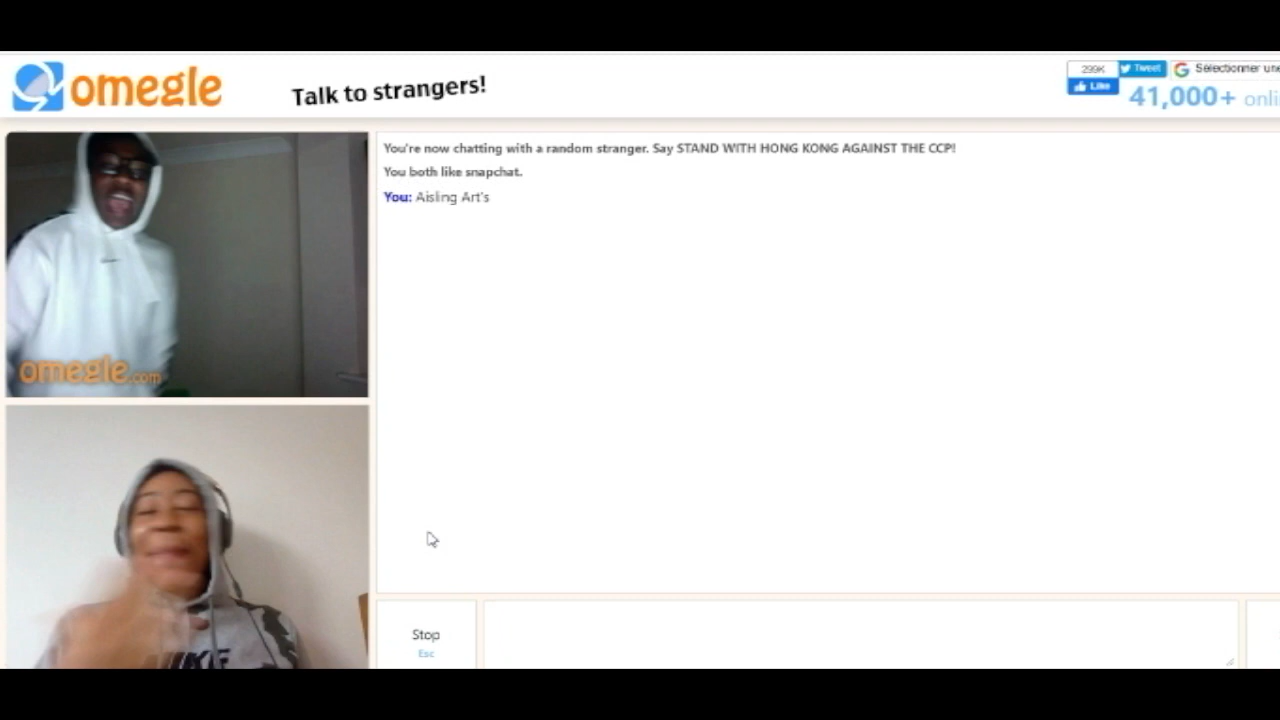 omegle
Talk to strangers!
299K
Like
Tweet
Sélectionner une
41,000+ onli
You're now chatting with a random stranger. Say STAND WITH HONG KONG AGAINST THE CCP!
You both like snapchat.
You: Aisling Art's
omegle.com
NIKE
Stop
Esc